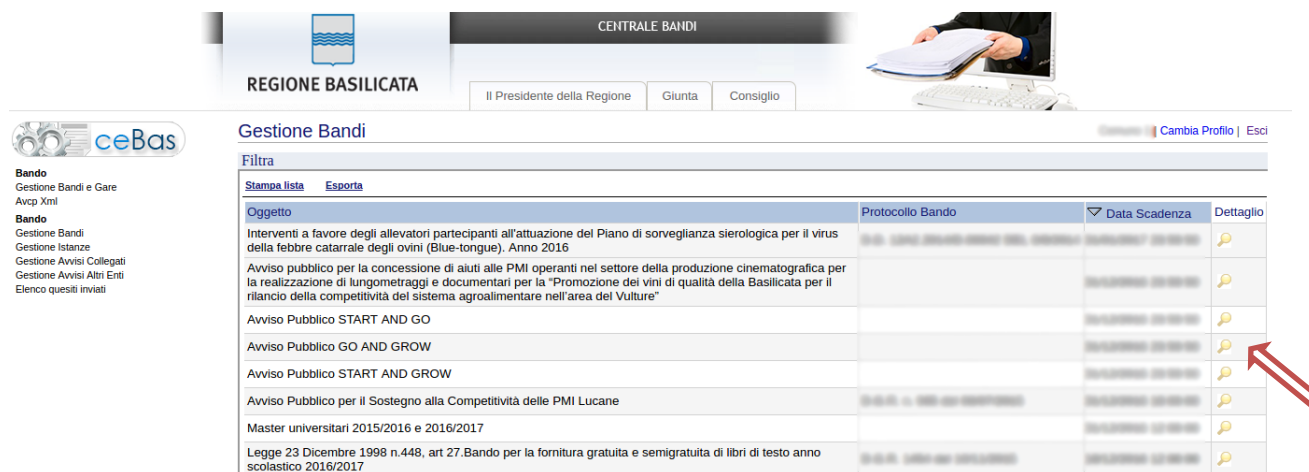 CENTRALE BANDI
REGIONE BASILICATA
Il Presidente della Regione
Giunta
Consiglio
ceBas
Gestione Bandi
Cambia Profilo | Esci
Bando
Gestione Bandi e Gare
Avcp Xml
Bando
Gestione Bandi
Gestione Istanze
Gestione Avvisi Collegati
Gestione Avvisi Altri Enti
Elenco quesiti inviati
Filtra
Stampa lista Esporta
Oggetto Protocollo Bando Data Scadenza Dettaglio
Interventi a favore degli allevatori partecipanti all'attuazione del Piano di sorveglianza sierologica per il virus
della febbre catarrale degli ovini (Blue-tongue). Anno 2016
Avviso pubblico per la concessione di aiuti alle PMI operanti nel settore della produzione cinematografica per
la realizzazione di lungometraggi e documentari per la “Promozione dei vini di qualità della Basilicata per il
rilancio della competitività del sistema agroalimentare nell'area del Vulture”
Avviso Pubblico START AND GO
Avviso Pubblico GO AND GROW
Avviso Pubblico START AND GROW
Avviso Pubblico per il Sostegno alla Competitività delle PMI Lucane
Master universitari 2015/2016 e 2016/2017
Legge 23 Dicembre 1998 n.448, art 27.Bando per la fornitura gratuita e semigratuita di libri di testo anno
scolastico 2016/2017